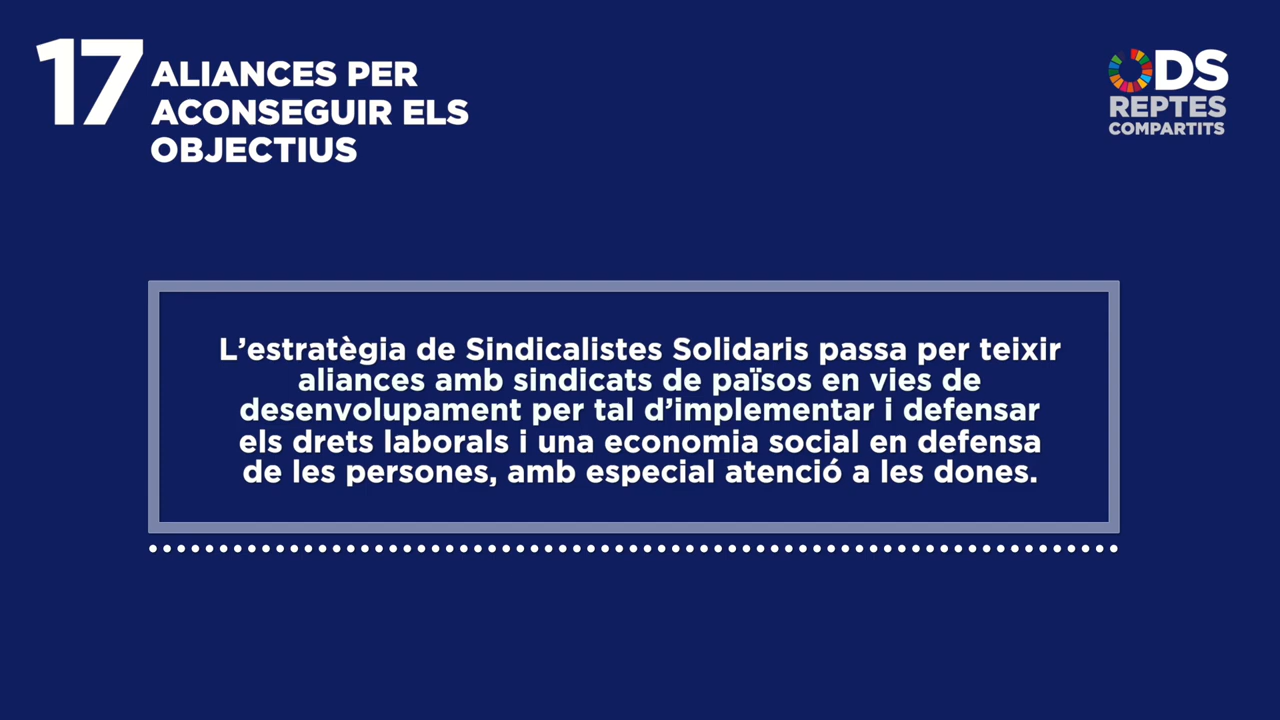 17
ALIANCES PER
ACONSEGUIR ELS
OBJECTIUS
ODS
REPTES
COMPARTITS
L’estratègia de Sindicalistes Solidaris passa per teixir
aliances amb sindicats de països en vies de
desenvolupament per tal d’implementar i defensar
els drets laborals i una economia social en defensa
de les persones, amb especial atenció a les dones.